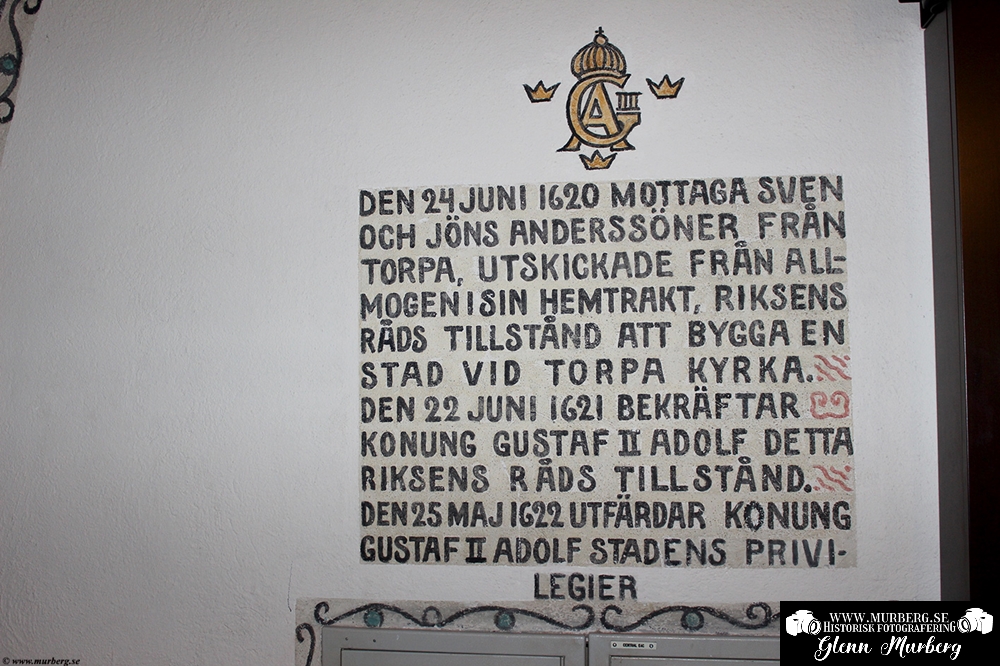 GA III
DEN 24 JUNI 1620 MOTTAGA SVEN
OCH JÖNS ANDERSSÖNER FRÅN
TORPA, UTSKICKADE FRÅN ALL-
MOGEN I SIN HEMTRAKT, RIKSENS
RÅDS TILLSTÅND ATT BYGGA EN
STAD VID TORPA KYRKA.
DEN 22 JUNI 1621 BEKRÄFTAR
KONUNG GUSTAF II ADOLF DETTA
RIKSENS RÅDS TILLSTÅND.
DEN 25 MAJ 1622 UTFÄRDAR KONUNG
GUSTAF II ADOLF STADENS PRIVI-
LEGIER
© www.murberg.se
WWW.MURBERG.SE
HISTORISK FOTOGRAFERING
Glenn Murberg